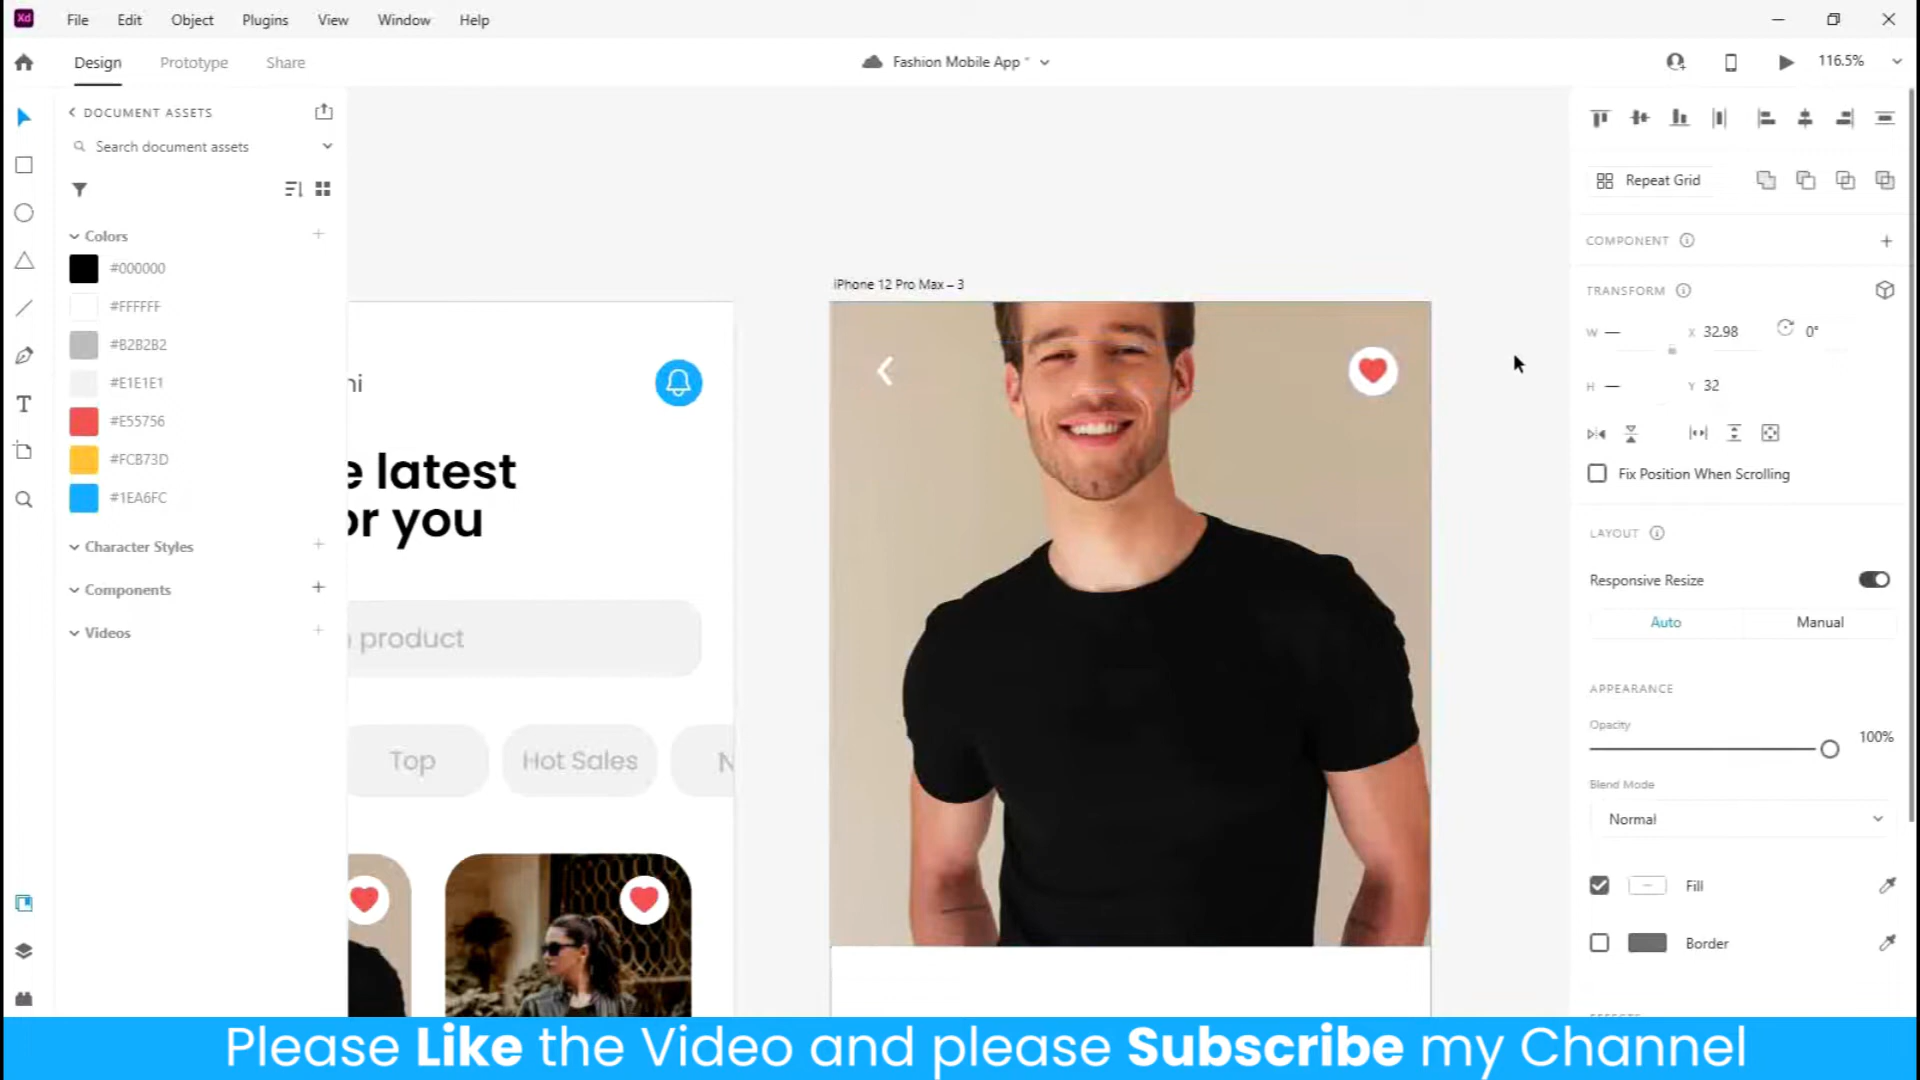 Xd File Edit Object Plugins View Window Help
Design Prototype Share Fashion Mobile App 116.5%
DOCUMENT ASSETS
Search document assets
Colors
#000000
#FFFFFF
#B2B2B2
#E1E1E1
#E55756
#FCB73D
#1EA6FC
Character Styles
Components
Videos
e latest
or you
product
Top Hot Sales N
iPhone 12 Pro Max – 3
Repeat Grid
COMPONENT
TRANSFORM
W — X 32.98 0°
H — Y 32
Fix Position When Scrolling
LAYOUT
Responsive Resize
Auto Manual
APPEARANCE
Opacity
100%
Blend Mode
Normal
Fill
Border
Please Like the Video and please Subscribe my Channel